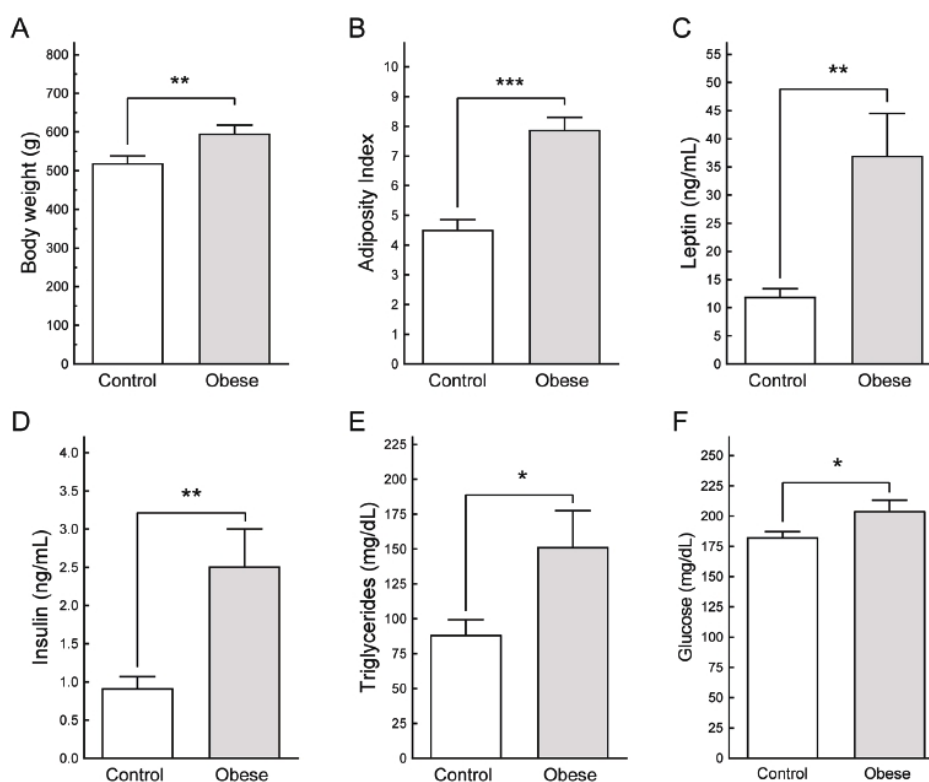 A
Body weight (g)
800
700
600
500
400
300
200
100
0
**
Control
Obese
B
Adiposity Index
10
9
8
7
6
5
4
3
2
1
0
***
Control
Obese
C
Leptin (ng/mL)
55
50
45
40
35
30
25
20
15
10
5
0
**
Control
Obese
D
Insulin (ng/mL)
4.0
3.5
3.0
2.5
2.0
1.5
1.0
0.5
0.0
**
Control
Obese
E
Triglycerides (mg/dL)
225
200
175
150
125
100
75
50
25
0
*
Control
Obese
F
Glucose (mg/dL)
250
225
200
175
150
125
100
75
50
25
0
*
Control
Obese